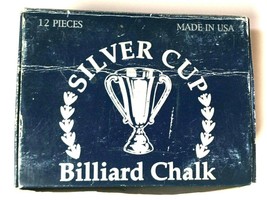 12 PIECES
MADE IN USA
SILVER CUP
Billiard Chalk